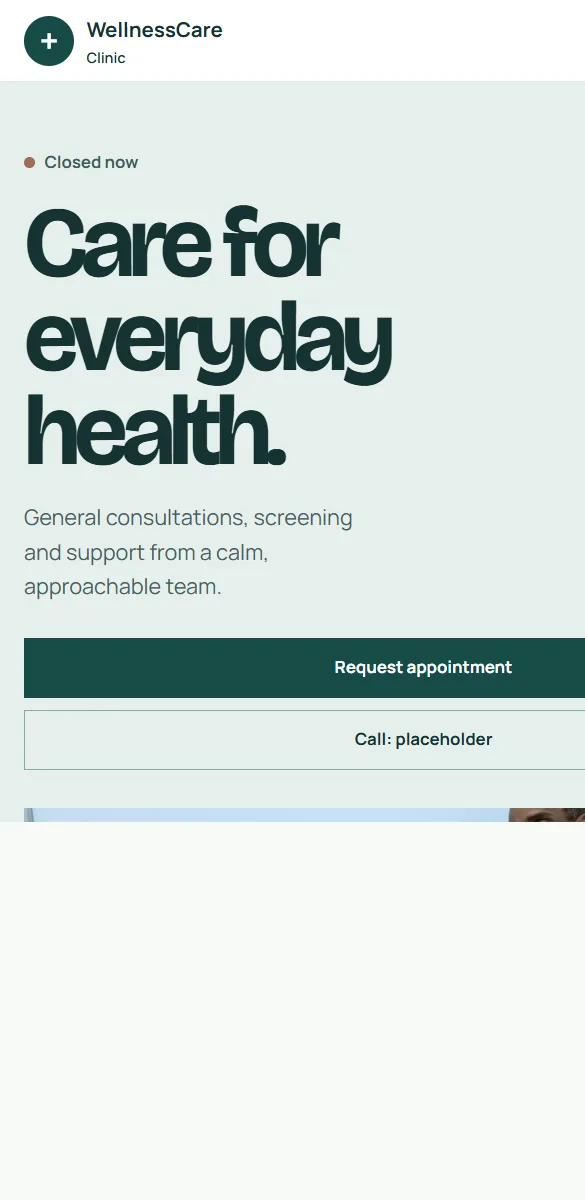 WellnessCare
Clinic
Closed now
Care for
everyday
health.
General consultations, screening
and support from a calm,
approachable team.
Request appointment
Call: placeholder